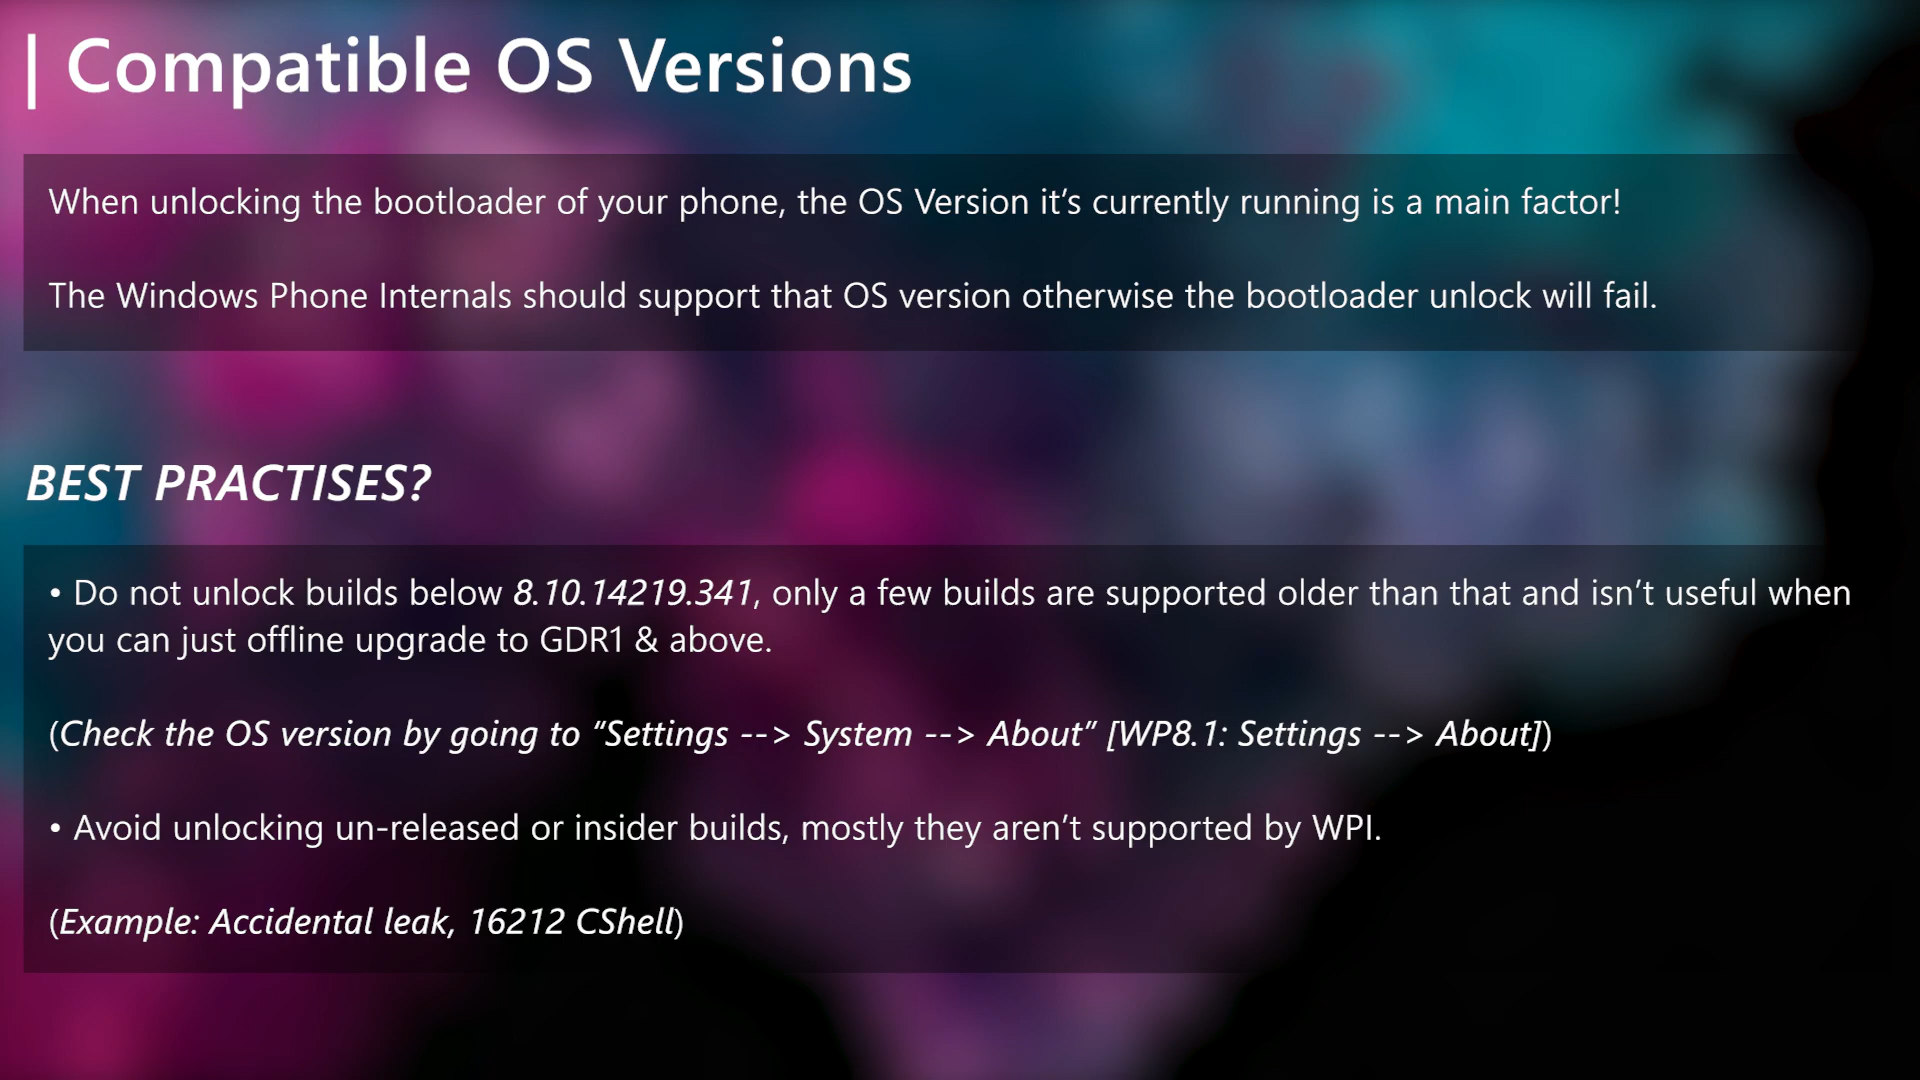 | Compatible OS Versions
When unlocking the bootloader of your phone, the OS Version it’s currently running is a main factor!
The Windows Phone Internals should support that OS version otherwise the bootloader unlock will fail.
BEST PRACTISES?
• Do not unlock builds below 8.10.14219.341, only a few builds are supported older than that and isn’t useful when
you can just offline upgrade to GDR1 & above.
(Check the OS version by going to “Settings --> System --> About” [WP8.1: Settings --> About])
• Avoid unlocking un-released or insider builds, mostly they aren’t supported by WPI.
(Example: Accidental leak, 16212 CShell)